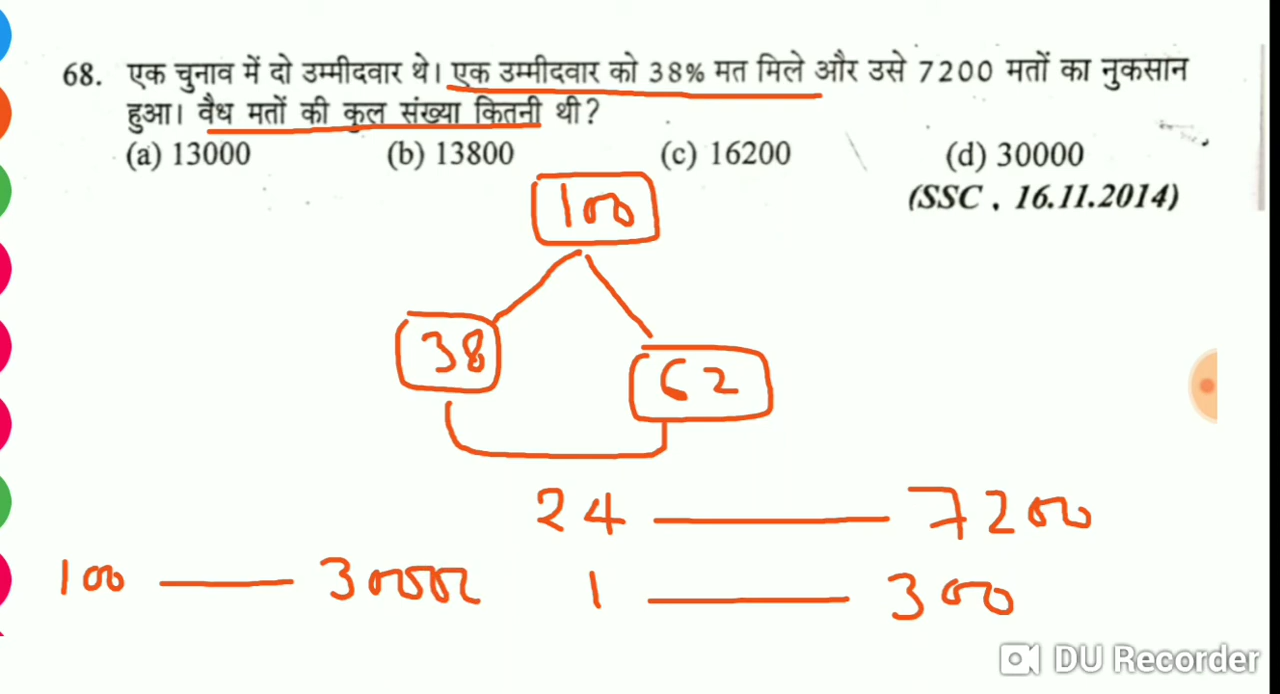 68. एक चुनाव में दो उम्मीदवार थे। एक उम्मीदवार को 38% मत मिले और उसे 7200 मतों का नुकसान
हुआ। वैध मतों की कुल संख्या कितनी थी?
(a) 13000 (b) 13800 (c) 16200 (d) 30000
(SSC , 16.11.2014)
100
38 62
24 — 7200
100 — 30000 1 — 300
DU Recorder